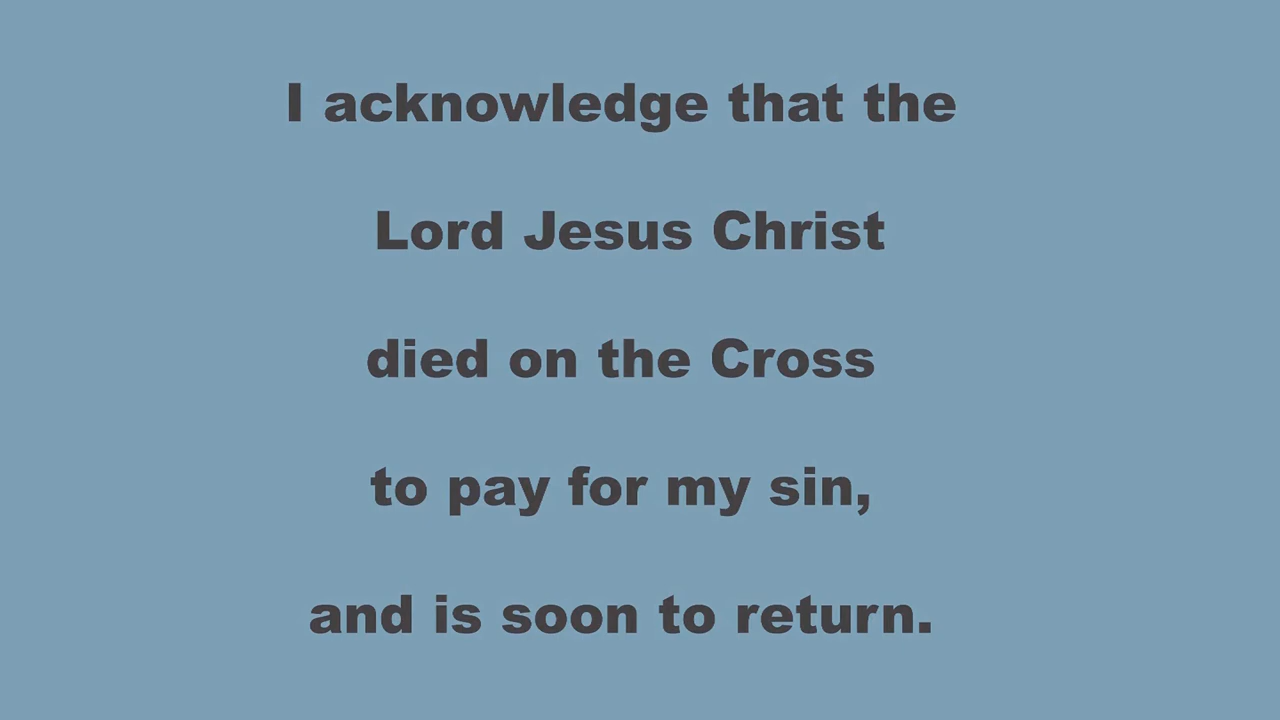 I acknowledge that the
Lord Jesus Christ
died on the Cross
to pay for my sin,
and is soon to return.